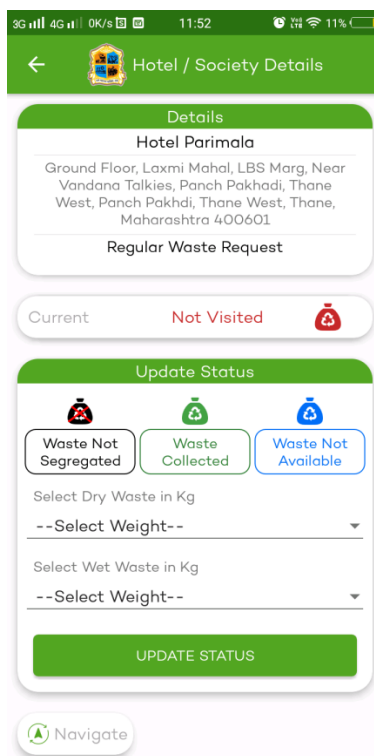 3G 4G 0K/s 11:52 11%
Hotel / Society Details
Details
Hotel Parimala
Ground Floor, Laxmi Mahal, LBS Marg, Near
Vandana Talkies, Panch Pakhadi, Thane
West, Panch Pakhdi, Thane West, Thane,
Maharashtra 400601
Regular Waste Request
Current Not Visited
Update Status
Waste Not Waste Waste Not
Segregated Collected Available
Select Dry Waste in Kg
--Select Weight--
Select Wet Waste in Kg
--Select Weight--
UPDATE STATUS
Navigate